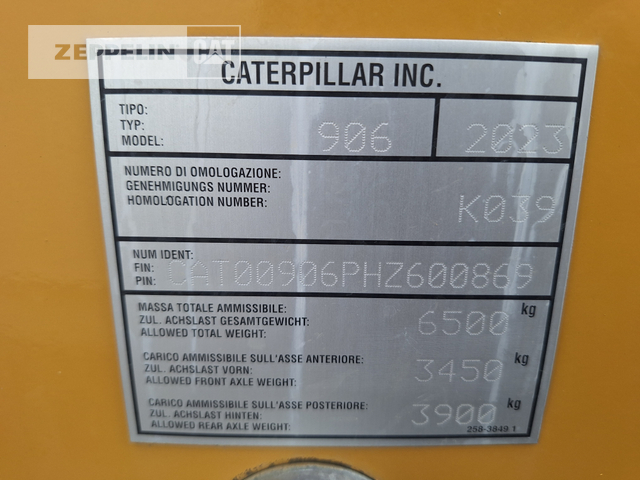 ZEPPELIN CAT
CATERPILLAR INC.
TIPO:
TYP:
MODEL: 906 2023
NUMERO DI OMOLOGAZIONE:
GENEHMIGUNGS NUMMER:
HOMOLOGATION NUMBER: K039
NUM IDENT:
FIN:
PIN: CAT00906PHZ600869
MASSA TOTALE AMMISSIBILE:
ZUL. ACHSLAST GESAMTGEWICHT: 6500 kg
ALLOWED TOTAL WEIGHT:
CARICO AMMISSIBILE SULL'ASSE ANTERIORE:
ZUL. ACHSLAST VORN: 3450 kg
ALLOWED FRONT AXLE WEIGHT:
CARICO AMMISSIBILE SULL'ASSE POSTERIORE:
ZUL. ACHSLAST HINTEN: 3900 kg
ALLOWED REAR AXLE WEIGHT:
258-3849 1